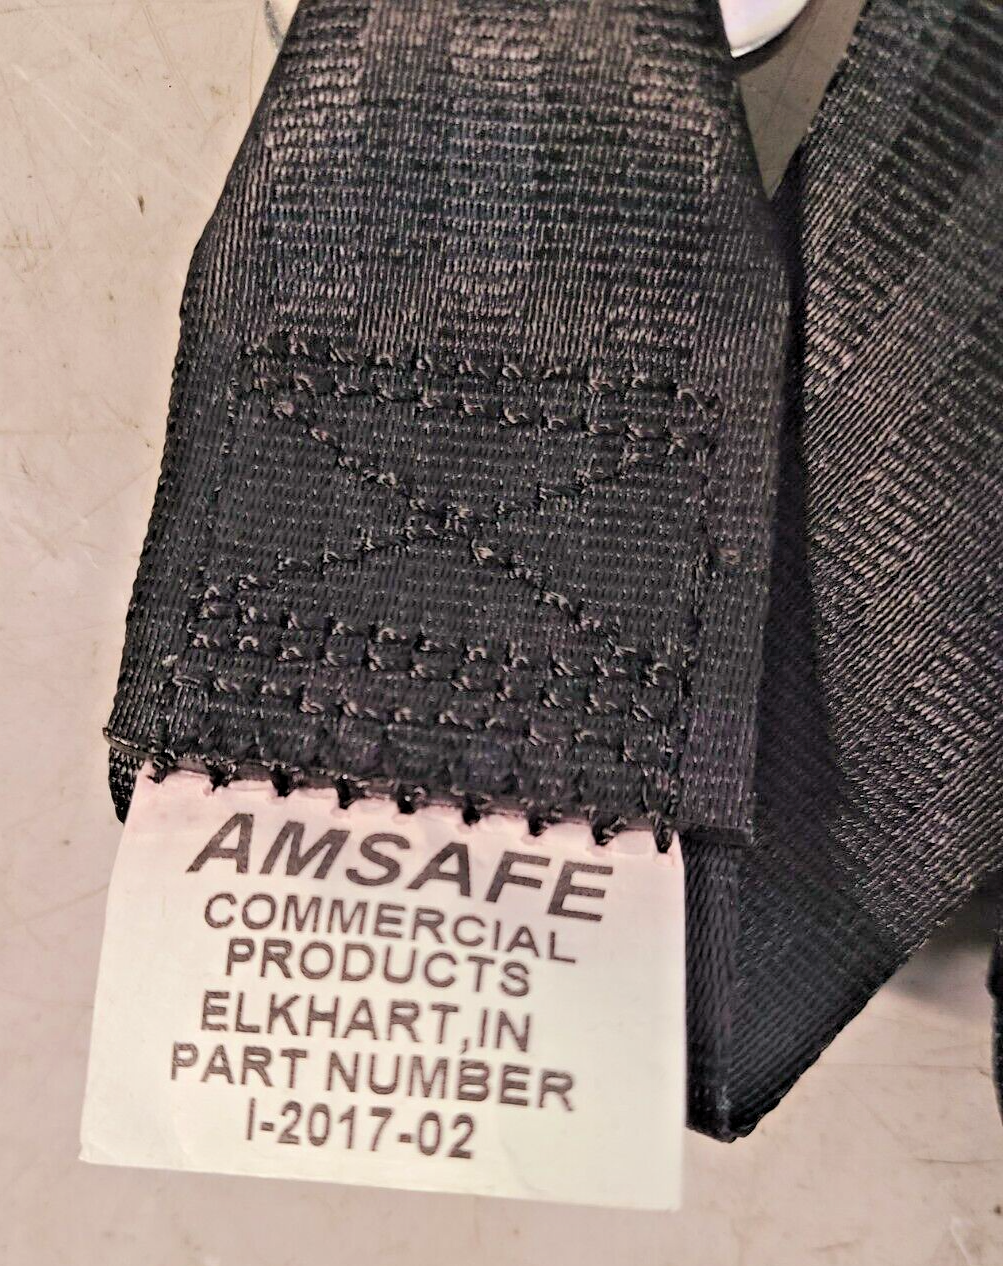 AMSAFE
COMMERCIAL
PRODUCTS
ELKHART,IN
PART NUMBER
I-2017-02